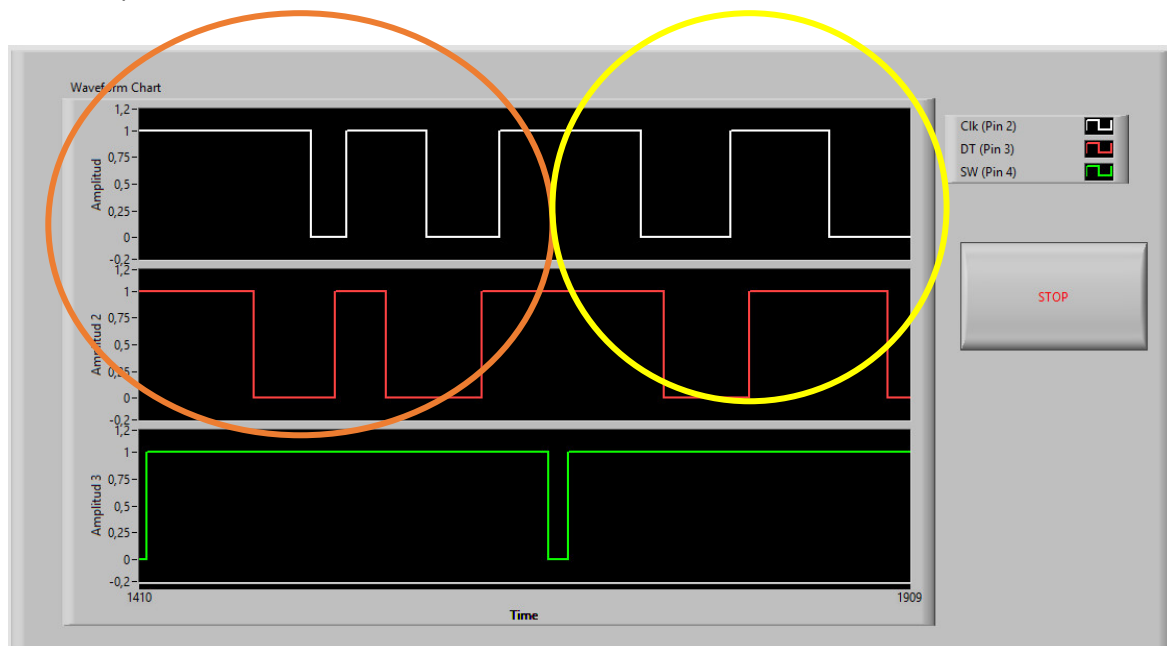 Waveform Chart
1,2
1
0,75
0,5
0,25
0
-0,2
Amplitud
1,2
1
0,75
0,5
0,25
0
-0,2
Amplitud 2
1,2
1
0,75
0,5
0,25
0
-0,2
Amplitud 3
1410
1909
Time
Clk (Pin 2)
DT (Pin 3)
SW (Pin 4)
STOP